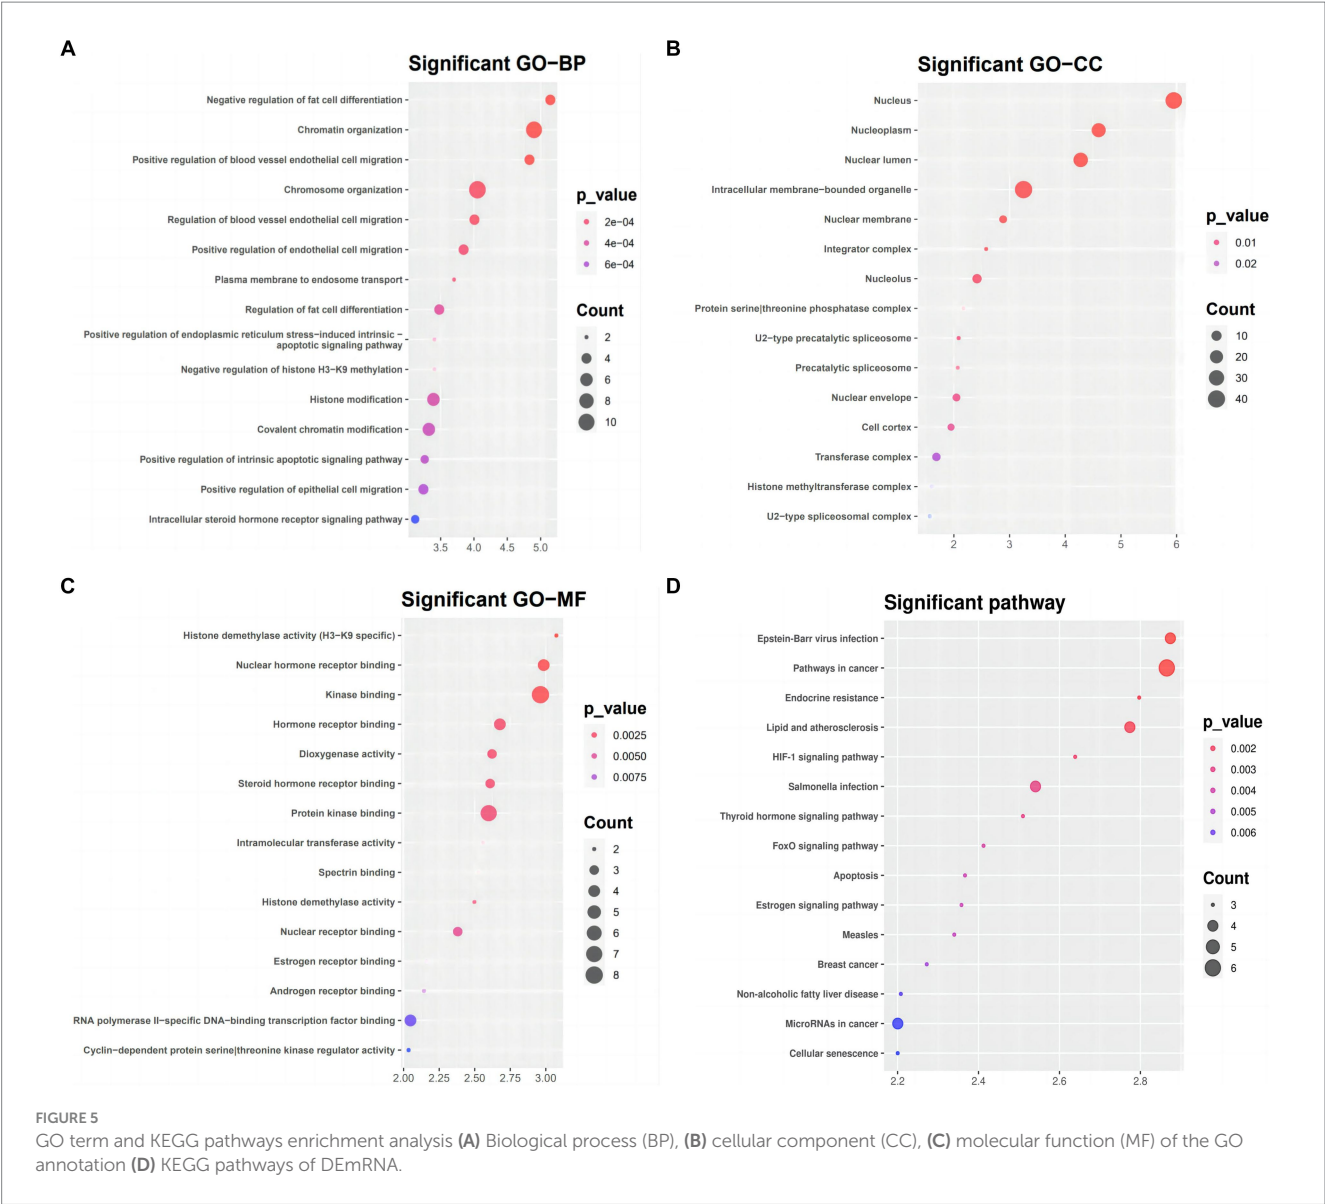 A
Significant GO−BP
Negative regulation of fat cell differentiation
Chromatin organization
Positive regulation of blood vessel endothelial cell migration
Chromosome organization
Regulation of blood vessel endothelial cell migration
Positive regulation of endothelial cell migration
Plasma membrane to endosome transport
Regulation of fat cell differentiation
Positive regulation of endoplasmic reticulum stress−induced intrinsic −
apoptotic signaling pathway
Negative regulation of histone H3−K9 methylation
Histone modification
Covalent chromatin modification
Positive regulation of intrinsic apoptotic signaling pathway
Positive regulation of epithelial cell migration
Intracellular steroid hormone receptor signaling pathway
3.5 4.0 4.5 5.0
p_value
2e−04
4e−04
6e−04
Count
2
4
6
8
10
B
Significant GO−CC
Nucleus
Nucleoplasm
Nuclear lumen
Intracellular membrane−bounded organelle
Nuclear membrane
Integrator complex
Nucleolus
Protein serine|threonine phosphatase complex
U2−type precatalytic spliceosome
Precatalytic spliceosome
Nuclear envelope
Cell cortex
Transferase complex
Histone methyltransferase complex
U2−type spliceosomal complex
2 3 4 5 6
p_value
0.01
0.02
Count
10
20
30
40
C
Significant GO−MF
Histone demethylase activity (H3−K9 specific)
Nuclear hormone receptor binding
Kinase binding
Hormone receptor binding
Dioxygenase activity
Steroid hormone receptor binding
Protein kinase binding
Intramolecular transferase activity
Spectrin binding
Histone demethylase activity
Nuclear receptor binding
Estrogen receptor binding
Androgen receptor binding
RNA polymerase II−specific DNA−binding transcription factor binding
Cyclin−dependent protein serine|threonine kinase regulator activity
2.00 2.25 2.50 2.75 3.00
p_value
0.0025
0.0050
0.0075
Count
2
3
4
5
6
7
8
D
Significant pathway
Epstein-Barr virus infection
Pathways in cancer
Endocrine resistance
Lipid and atherosclerosis
HIF-1 signaling pathway
Salmonella infection
Thyroid hormone signaling pathway
FoxO signaling pathway
Apoptosis
Estrogen signaling pathway
Measles
Breast cancer
Non-alcoholic fatty liver disease
MicroRNAs in cancer
Cellular senescence
2.2 2.4 2.6 2.8
p_value
0.002
0.003
0.004
0.005
0.006
Count
3
4
5
6
FIGURE 5
GO term and KEGG pathways enrichment analysis (A) Biological process (BP), (B) cellular component (CC), (C) molecular function (MF) of the GO
annotation (D) KEGG pathways of DEmRNA.